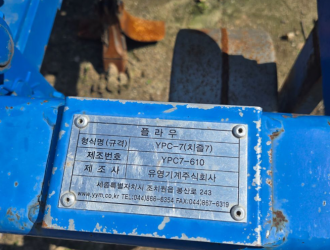 플라우
형식명(규격) YPC-7(치즐7)
제조번호 YPC7-610
제조사 유영기계주식회사
세종특별자치시 조치원읍 봉산로 243
www.yym.co.kr TEL:(044)866-6354 FAX:044)867-6319